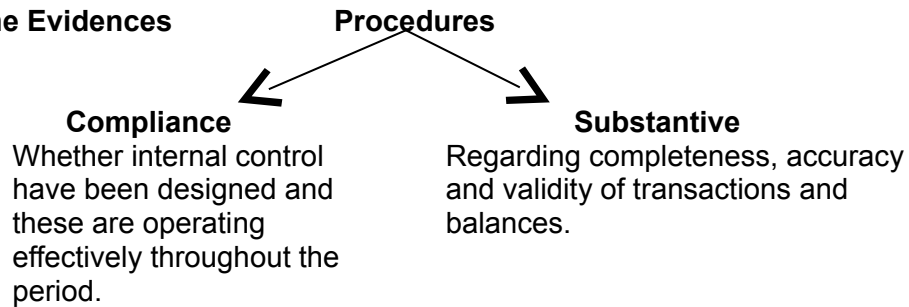 Evidences Procedures
Compliance
Whether internal control
have been designed and
these are operating
effectively throughout the
period.
Substantive
Regarding completeness, accuracy
and validity of transactions and
balances.